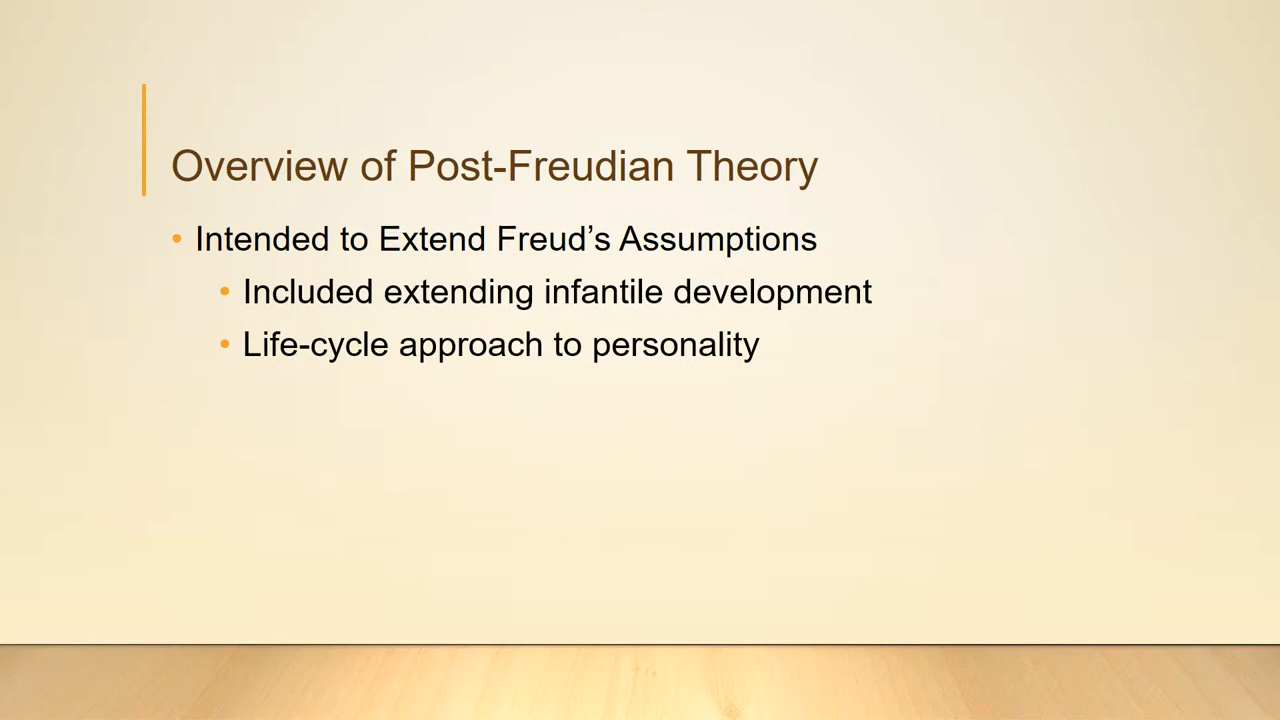 Overview of Post-Freudian Theory
• Intended to Extend Freud’s Assumptions
• Included extending infantile development
• Life-cycle approach to personality